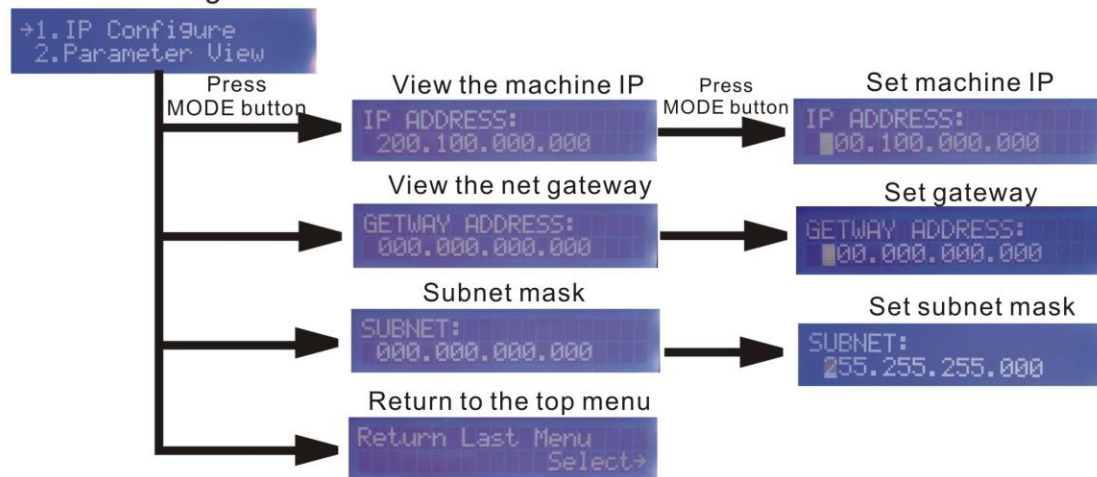 →1.IP Configure
2.Parameter View
Press
MODE button
View the machine IP
IP ADDRESS:
200.100.000.000
Press
MODE button
Set machine IP
IP ADDRESS:
00.100.000.000
View the net gateway
GETWAY ADDRESS:
000.000.000.000
Set gateway
GETWAY ADDRESS:
00.000.000.000
Subnet mask
SUBNET:
000.000.000.000
Set subnet mask
SUBNET:
255.255.255.000
Return to the top menu
Return Last Menu
Select→